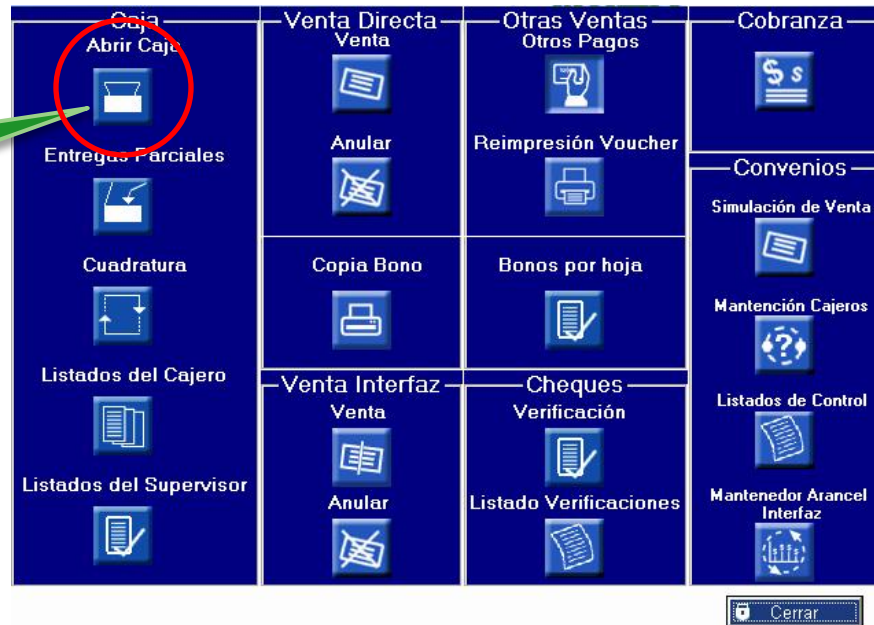 Caja
Abrir Caja
Entregas Parciales
Cuadratura
Listados del Cajero
Listados del Supervisor
Venta Directa
Venta
Anular
Copia Bono
Venta Interfaz
Venta
Anular
Otras Ventas
Otros Pagos
Reimpresión Voucher
Bonos por hoja
Cheques
Verificación
Listado Verificaciones
Cobranza
$ s
Convenios
Simulación de Venta
Mantención Cajeros
?
Listados de Control
Mantenedor Arancel
Interfaz
Cerrar